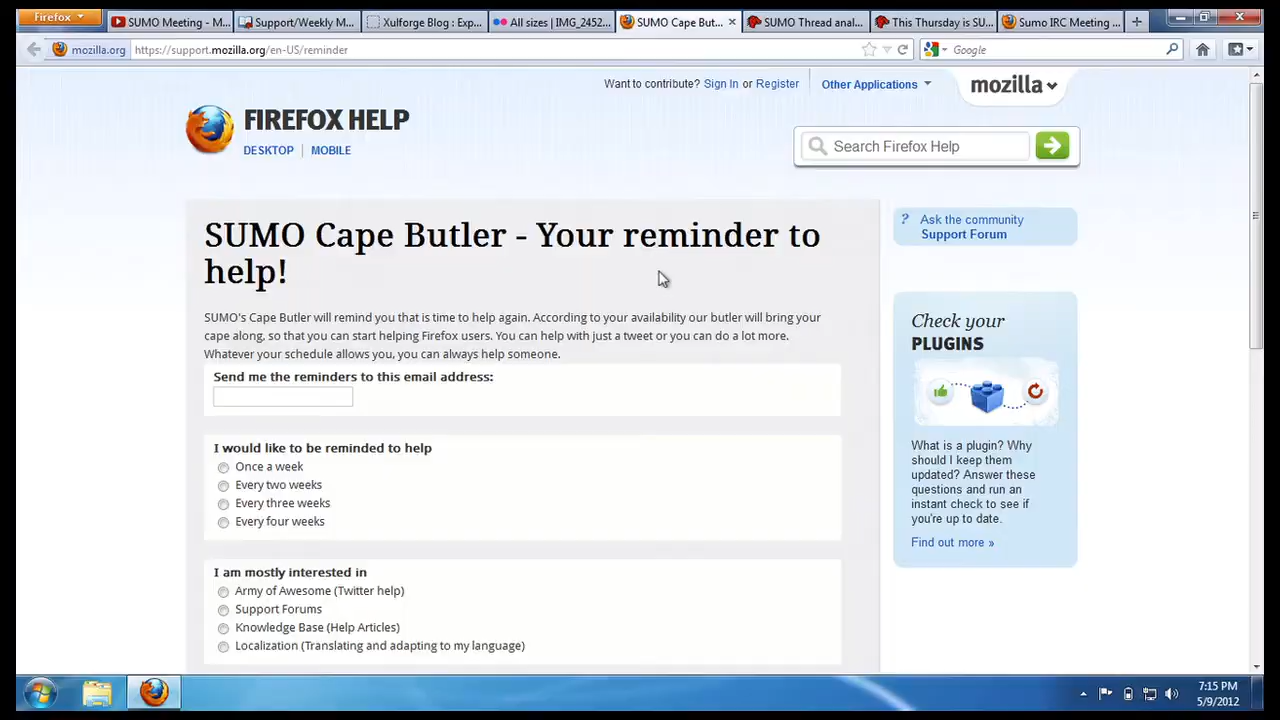 Firefox
SUMO Meeting - M...
Support/Weekly M...
Xulforge Blog : Exp...
All sizes | IMG_2452...
SUMO Cape But...
SUMO Thread anal...
This Thursday is SU...
Sumo IRC Meeting ...
mozilla.org
https://support.mozilla.org/en-US/reminder
Google
Want to contribute? Sign In or Register
Other Applications
mozilla
FIREFOX HELP
DESKTOP
MOBILE
Search Firefox Help
SUMO Cape Butler - Your reminder to
help!
SUMO's Cape Butler will remind you that is time to help again. According to your availability our butler will bring your
cape along, so that you can start helping Firefox users. You can help with just a tweet or you can do a lot more.
Whatever your schedule allows you, you can always help someone.
Send me the reminders to this email address:
I would like to be reminded to help
Once a week
Every two weeks
Every three weeks
Every four weeks
I am mostly interested in
Army of Awesome (Twitter help)
Support Forums
Knowledge Base (Help Articles)
Localization (Translating and adapting to my language)
? Ask the community
Support Forum
Check your
PLUGINS
What is a plugin? Why
should I keep them
updated? Answer these
questions and run an
instant check to see if
you're up to date.
Find out more »
7:15 PM
5/9/2012